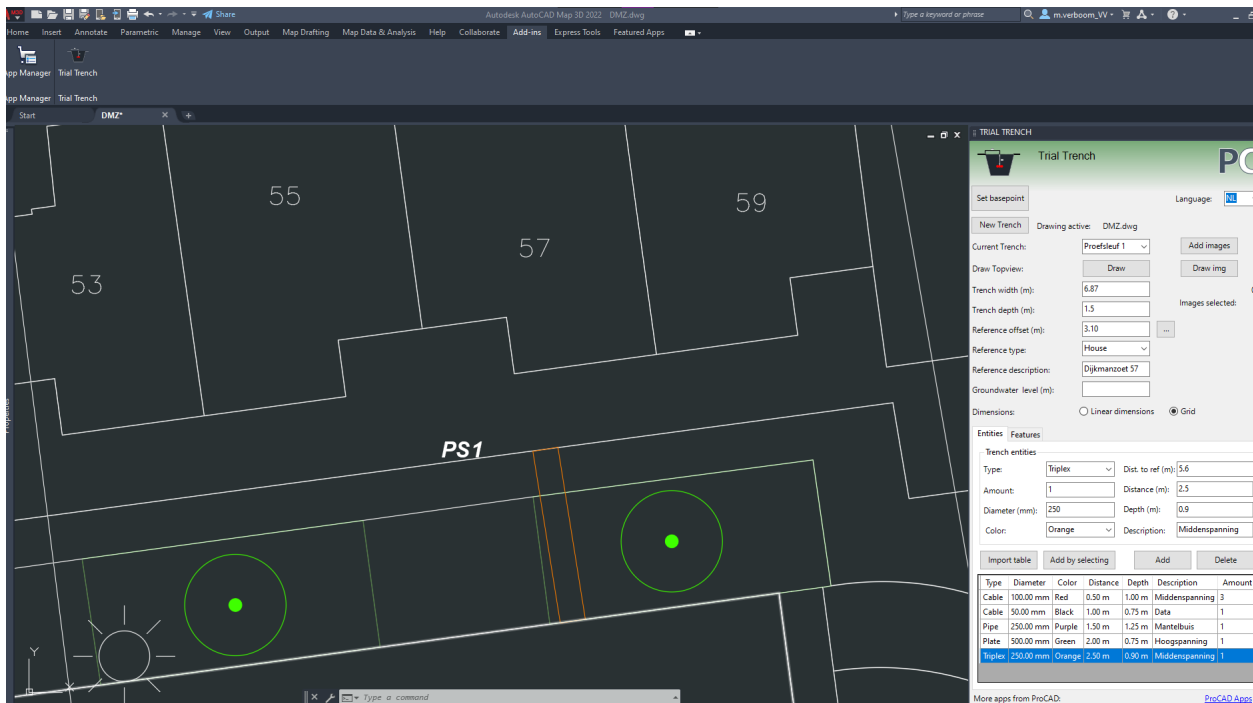 Share Autodesk AutoCAD Map 3D 2022 DMZ.dwg Type a keyword or phrase m.verboom_VV
Home Insert Annotate Parametric Manage View Output Map Drafting Map Data & Analysis Help Collaborate Add-ins Express Tools Featured Apps
App Manager Trial Trench
App Manager Trial Trench
Start DMZ*
TRIAL TRENCH
Trial Trench
Set basepoint Language: NL
New Trench Drawing active: DMZ.dwg
Current Trench: Proefsleuf 1 Add images
Draw Topview: Draw Draw img
Trench width (m): 6.87
Images selected:
Trench depth (m): 1.5
Reference offset (m): 3.10 ...
Reference type: House
Reference description: Dijkmanzoet 57
Groundwater level (m):
Dimensions: Linear dimensions Grid
Entities Features
Trench entities
Type: Triplex Dist. to ref (m): 5.6
Amount: 1 Distance (m): 2.5
Diameter (mm): 250 Depth (m): 0.9
Color: Orange Description: Middenspanning
Import table Add by selecting Add Delete
Type Diameter Color Distance Depth Description Amount
Cable 100.00 mm Red 0.50 m 1.00 m Middenspanning 3
Cable 50.00 mm Black 1.00 m 0.75 m Data 1
Pipe 250.00 mm Purple 1.50 m 1.25 m Mantelbuis 1
Plate 500.00 mm Green 2.00 m 0.75 m Hoogspanning 1
Triplex 250.00 mm Orange 2.50 m 0.90 m Middenspanning 1
More apps from ProCAD: ProCAD Apps
55
59
57
53
PS1
Y
X
Type a command